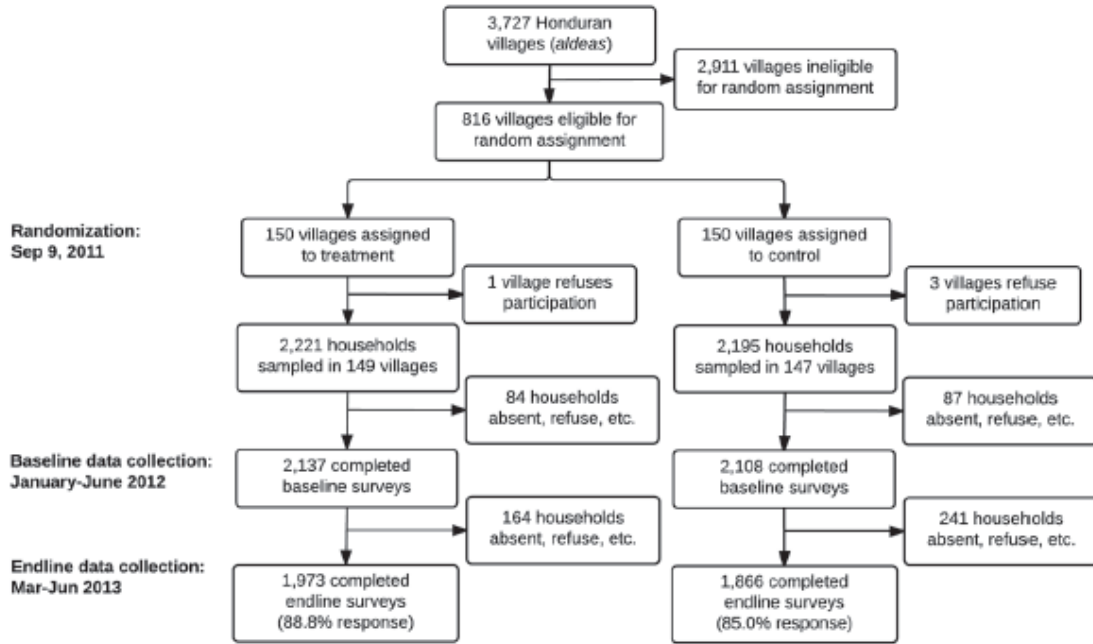 3,727 Honduran
villages (aldeas)
2,911 villages ineligible
for random assignment
816 villages eligible for
random assignment
Randomization:
Sep 9, 2011
150 villages assigned
to treatment
150 villages assigned
to control
1 village refuses
participation
3 villages refuse
participation
2,221 households
sampled in 149 villages
2,195 households
sampled in 147 villages
84 households
absent, refuse, etc.
87 households
absent, refuse, etc.
Baseline data collection:
January-June 2012
2,137 completed
baseline surveys
2,108 completed
baseline surveys
164 households
absent, refuse, etc.
241 households
absent, refuse, etc.
Endline data collection:
Mar-Jun 2013
1,973 completed
endline surveys
(88.8% response)
1,866 completed
endline surveys
(85.0% response)